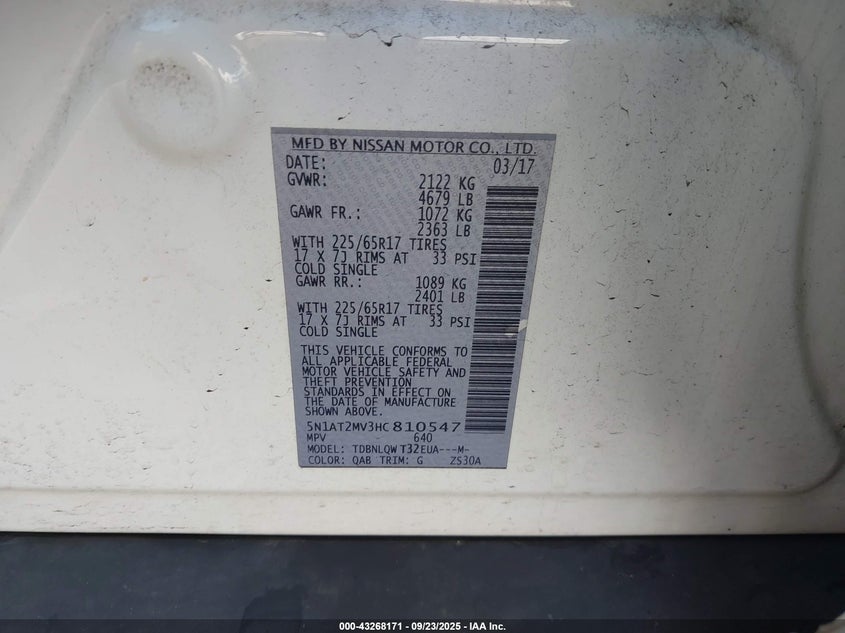 MFD BY NISSAN MOTOR CO., LTD.
DATE: 03/17
GVWR: 2122 KG
4679 LB
GAWR FR.: 1072 KG
2363 LB
WITH 225/65R17 TIRES
17 X 7J RIMS AT 33 PSI
COLD SINGLE
GAWR RR.: 1089 KG
2401 LB
WITH 225/65R17 TIRES
17 X 7J RIMS AT 33 PSI
COLD SINGLE
THIS VEHICLE CONFORMS TO
ALL APPLICABLE FEDERAL
MOTOR VEHICLE SAFETY AND
THEFT PREVENTION
STANDARDS IN EFFECT ON
THE DATE OF MANUFACTURE
SHOWN ABOVE.
5N1AT2MV3HC810547
MPV 640
MODEL: TDBNLQW T32EUA---M-
COLOR: QAB TRIM: G ZS30A
000-43268171 - 09/23/2025 - IAA Inc.